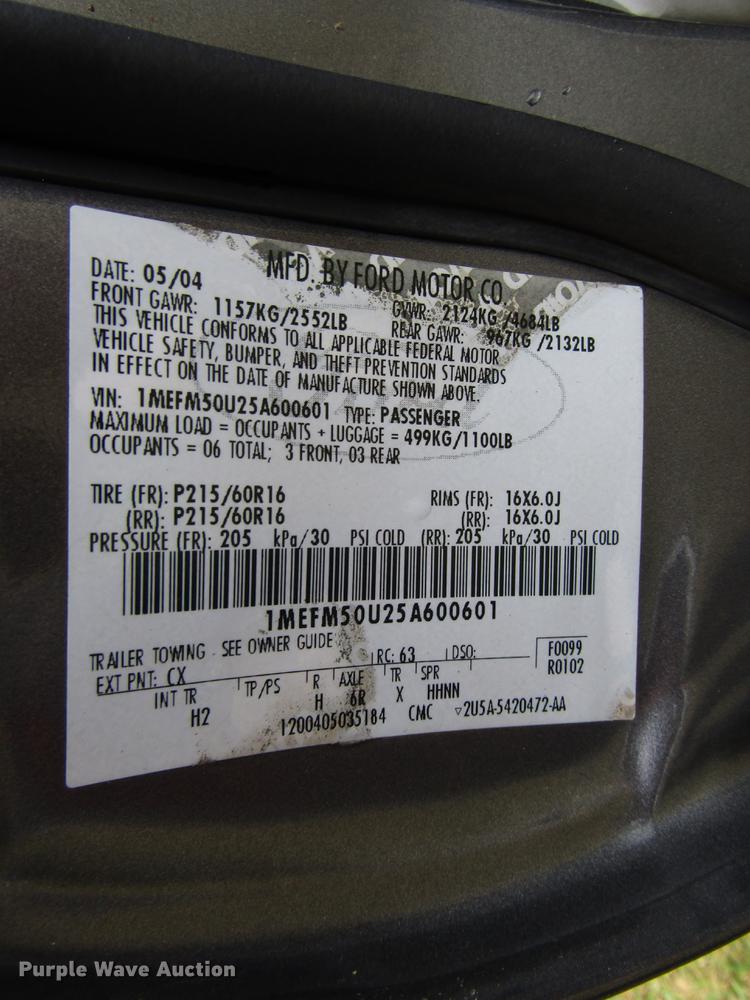 MFD. BY FORD MOTOR CO.
DATE: 05/04 GVWR: 2124KG /4684LB
FRONT GAWR: 1157KG/2552LB REAR GAWR: 967KG /2132LB
THIS VEHICLE CONFORMS TO ALL APPLICABLE FEDERAL MOTOR
VEHICLE SAFETY, BUMPER, AND THEFT PREVENTION STANDARDS
IN EFFECT ON THE DATE OF MANUFACTURE SHOWN ABOVE.
VIN: 1MEFM50U25A600601 TYPE: PASSENGER
MAXIMUM LOAD = OCCUPANTS + LUGGAGE = 499KG/1100LB
OCCUPANTS = 06 TOTAL; 3 FRONT, 03 REAR
TIRE (FR): P215/60R16 RIMS (FR): 16X6.0J
(RR): P215/60R16 (RR): 16X6.0J
PRESSURE (FR): 205 kPa/30 PSI COLD (RR): 205 kPa/30 PSI COLD
1MEFM50U25A600601
TRAILER TOWING - SEE OWNER GUIDE
EXT PNT: CX RC: 63 DSO: F0099
R0102
INT TR TP/PS R AXLE TR SPR
H2 H 6R X HHNN
1200405035184 CMC ▽2U5A-5420472-AA
Purple Wave Auction